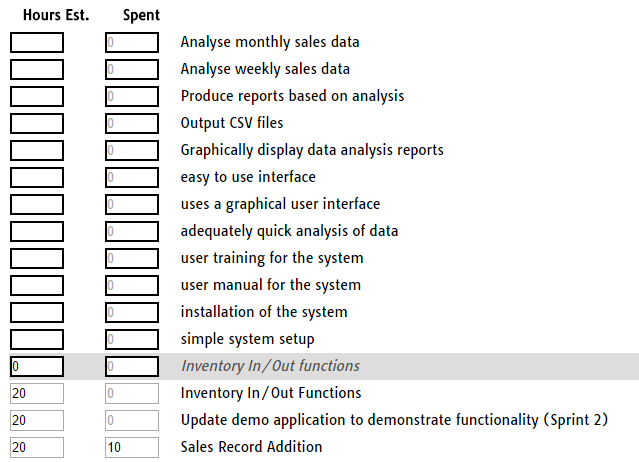 Hours Est. Spent
0 Analyse monthly sales data
0 Analyse weekly sales data
0 Produce reports based on analysis
0 Output CSV files
0 Graphically display data analysis reports
0 easy to use interface
0 uses a graphical user interface
0 adequately quick analysis of data
0 user training for the system
0 user manual for the system
0 installation of the system
0 simple system setup
0 0 Inventory In/Out functions
20 0 Inventory In/Out Functions
20 0 Update demo application to demonstrate functionality (Sprint 2)
20 10 Sales Record Addition